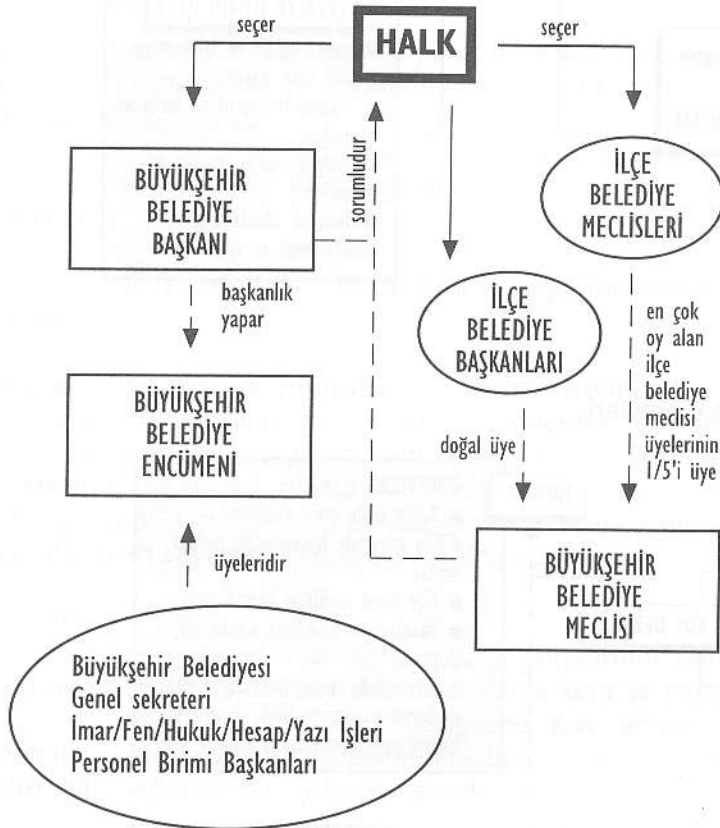 seçer
HALK
seçer
BÜYÜKŞEHİR
BELEDİYE
BAŞKANI
sorumludur
İLÇE
BELEDİYE
MECLİSLERİ
başkanlık
yapar
İLÇE
BELEDİYE
BAŞKANLARI
en çok
oy alan
ilçe
belediye
meclisi
üyelerinin
1/5'i üye
BÜYÜKŞEHİR
BELEDİYE
ENCÜMENİ
doğal üye
üyeleridir
BÜYÜKŞEHİR
BELEDİYE
MECLİSİ
Büyükşehir Belediyesi
Genel sekreteri
İmar/Fen/Hukuk/Hesap/Yazı İşleri
Personel Birimi Başkanları